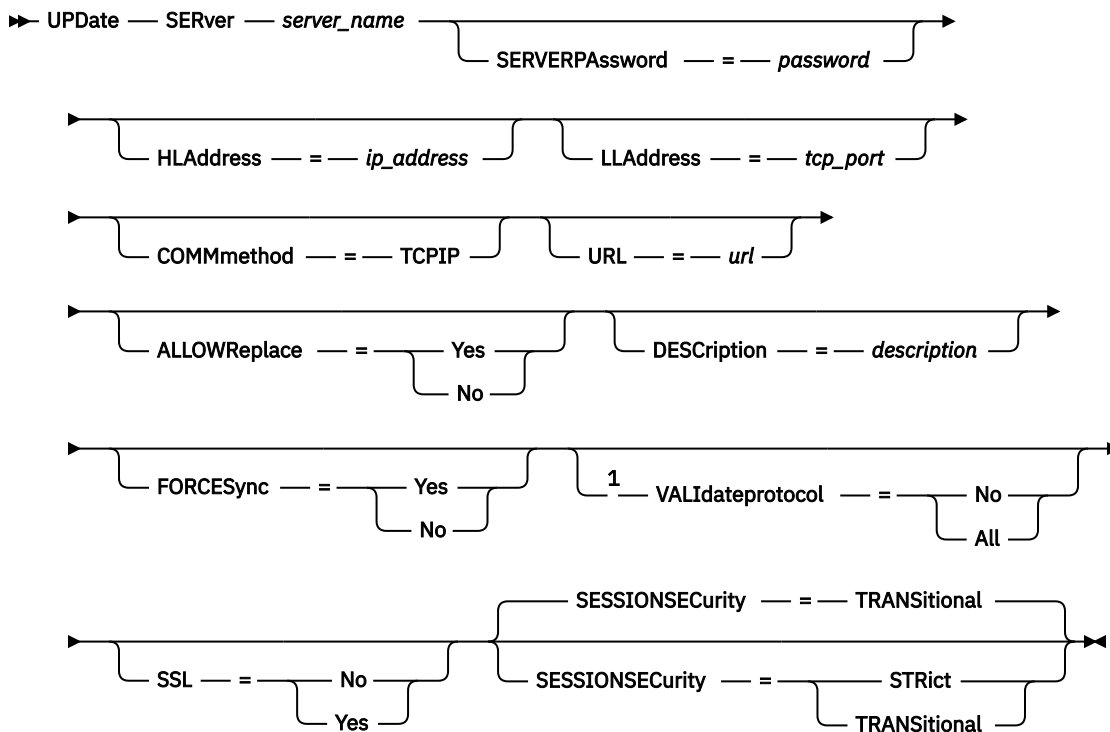 UPDate SERver server_name
SERVERPAssword = password
HLAddress = ip_address LLAddress = tcp_port
COMMmethod = TCPIP URL = url
ALLOWReplace = Yes DESCription = description
No
FORCESync = Yes 1 VALIdateprotocol = No
No All
SESSIONSECurity = TRANSitional
SSL = No SESSIONSECurity = STRict
Yes TRANSitional